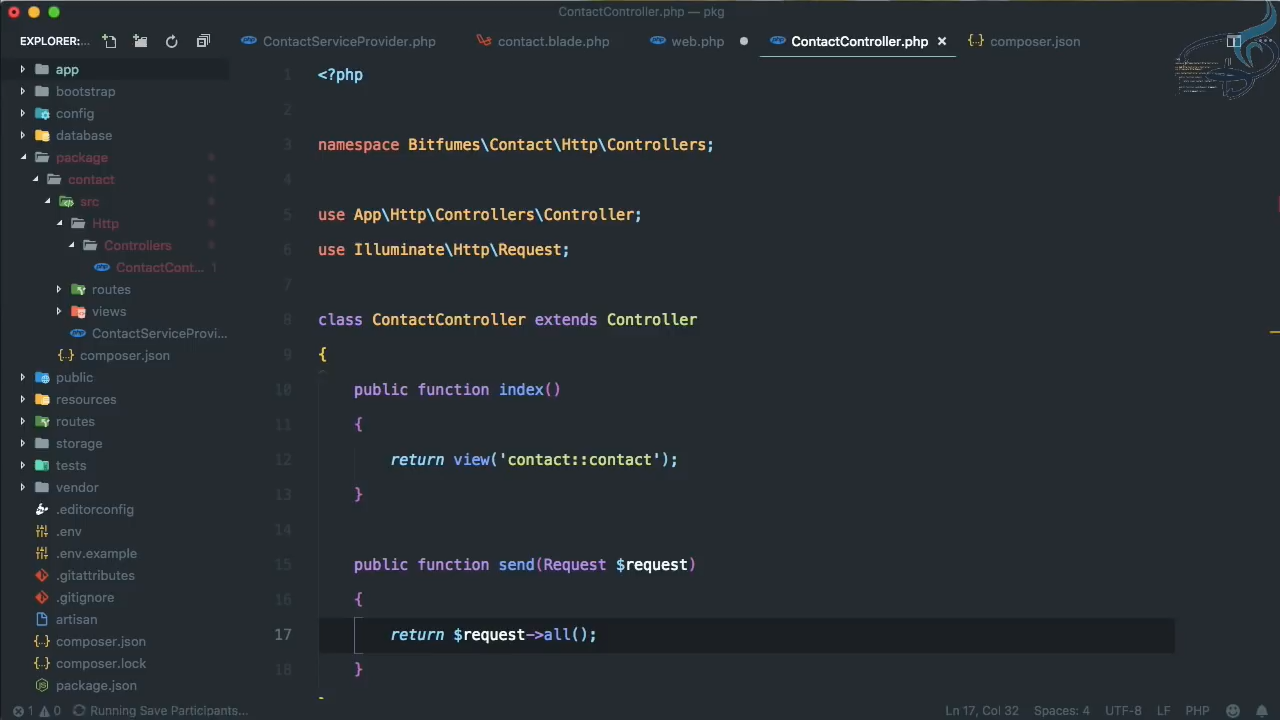 ContactController.php — pkg
EXPLORER:...
ContactServiceProvider.php
contact.blade.php
web.php
ContactController.php
composer.json
app
bootstrap
config
database
package
contact
src
Http
Controllers
ContactCont... 1
routes
views
ContactServiceProvi...
composer.json
public
resources
routes
storage
tests
vendor
.editorconfig
.env
.env.example
.gitattributes
.gitignore
artisan
composer.json
composer.lock
package.json
1 <?php
2
3 namespace Bitfumes\Contact\Http\Controllers;
4
5 use App\Http\Controllers\Controller;
6 use Illuminate\Http\Request;
7
8 class ContactController extends Controller
9 {
10 public function index()
11 {
12 return view('contact::contact');
13 }
14
15 public function send(Request $request)
16 {
17 return $request->all();
18 }
1 0 Running Save Participants...
Ln 17, Col 32 Spaces: 4 UTF-8 LF PHP